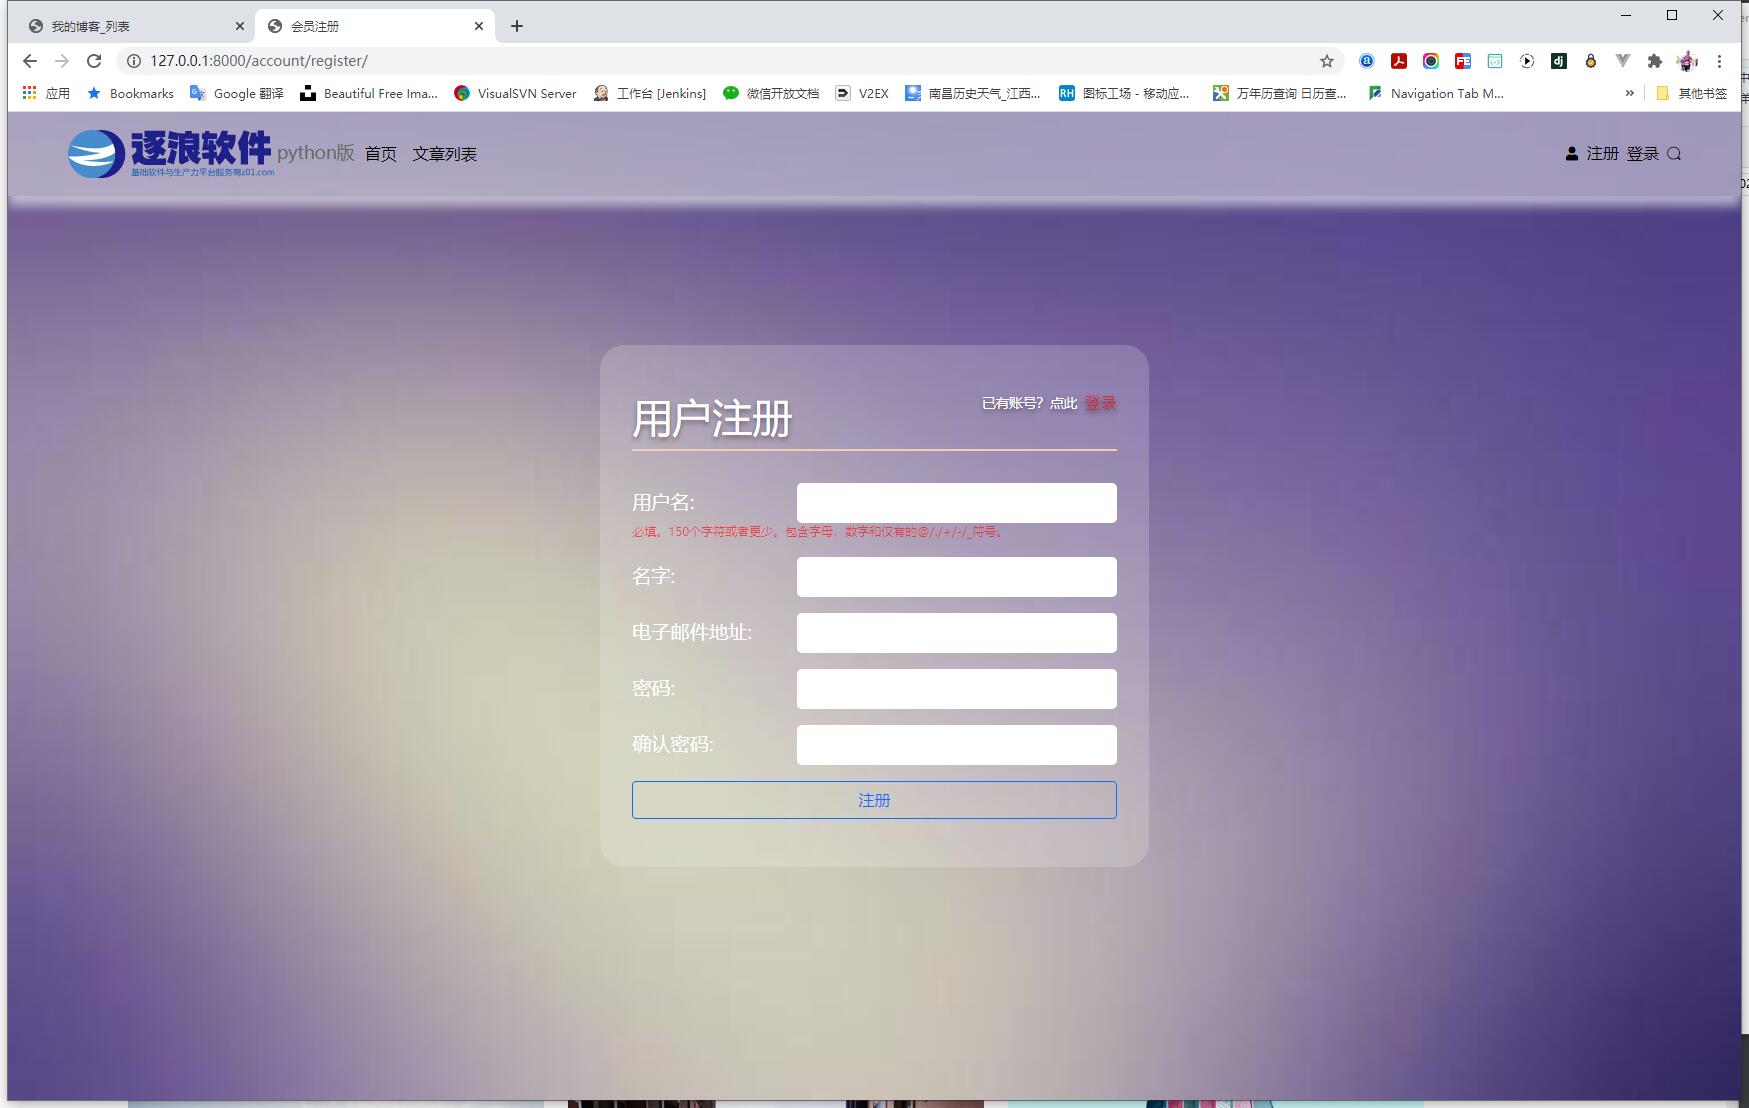 我的博客_列表
会员注册
127.0.0.1:8000/account/register/
应用
Bookmarks
Google 翻译
Beautiful Free Ima...
VisualSVN Server
工作台 [Jenkins]
微信开放文档
V2EX
南昌历史天气_江西...
RH 图标工场 - 移动应...
万年历查询 日历查...
Navigation Tab M...
»
其他书签
逐浪软件 python版 首页 文章列表
基础软件与生产力平台服务商z01.com
注册 登录
用户注册
已有账号？点此 登录
用户名:
必填。150个字符或者更少。包含字母，数字和仅有的@/./+/-/_符号。
名字:
电子邮件地址:
密码:
确认密码:
注册